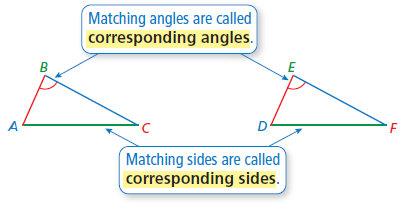 Matching angles are called
corresponding angles.
B
E
A
C
D
F
Matching sides are called
corresponding sides.